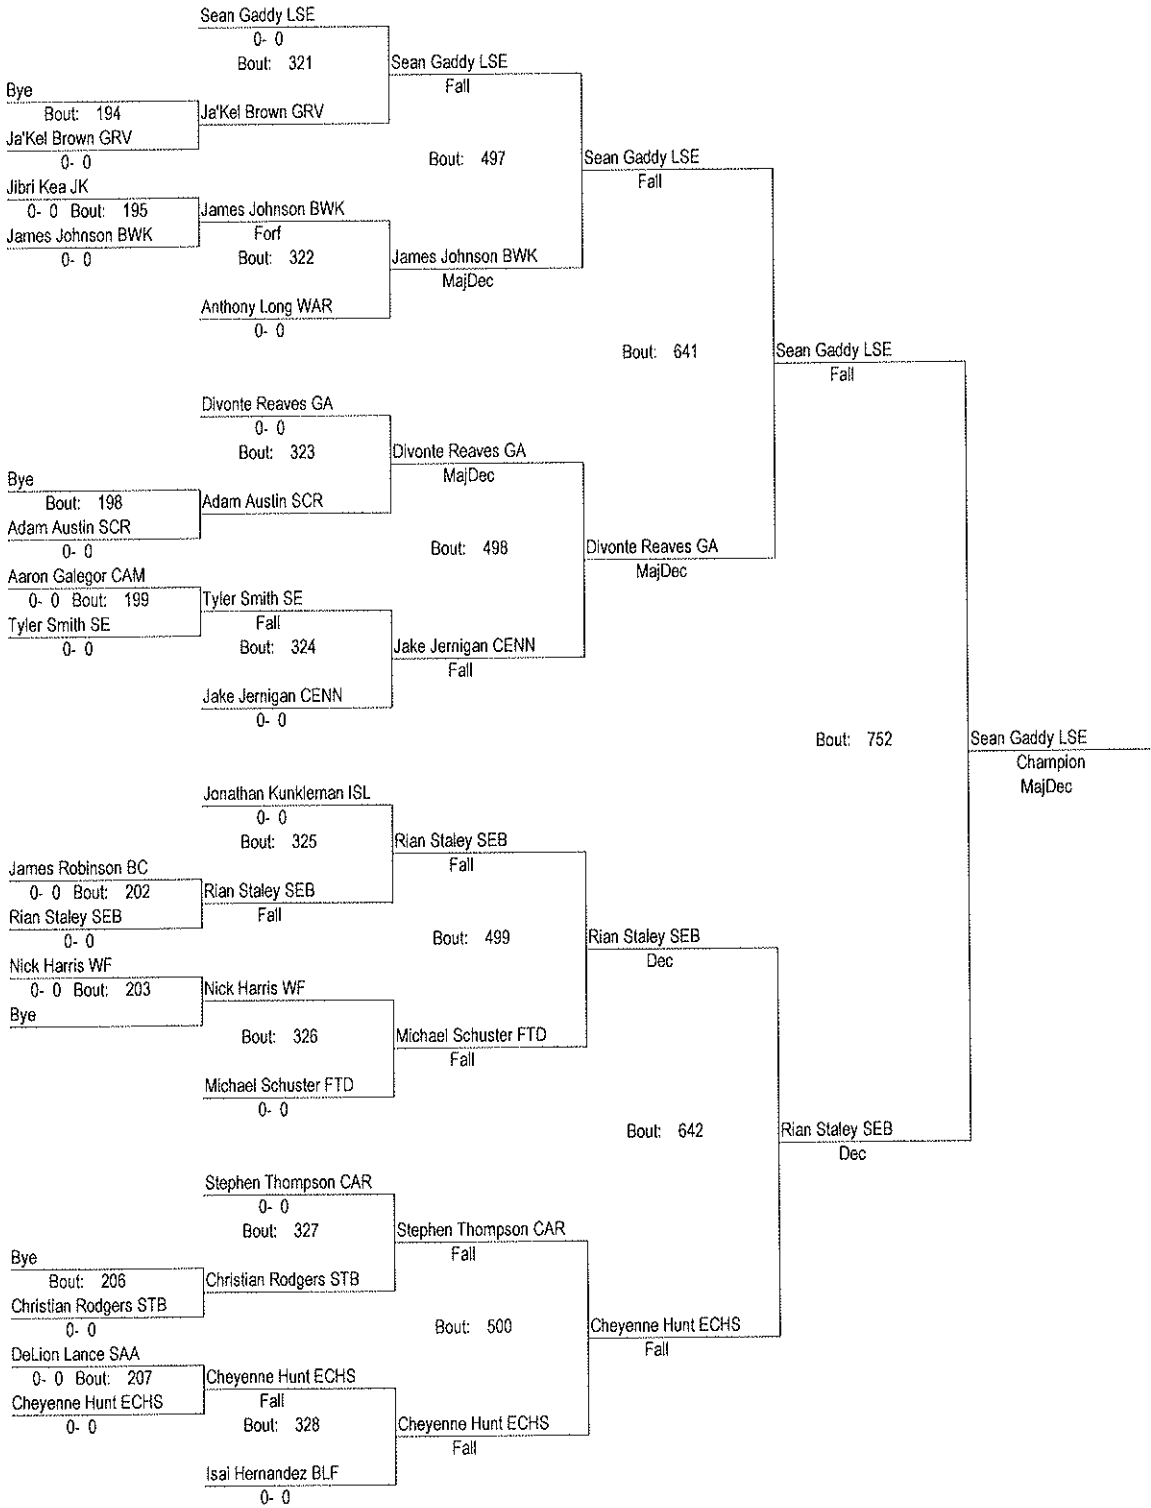 Sean Gaddy LSE
0- 0
Bout: 321
Sean Gaddy LSE
Fall
Bye
Bout: 194
Ja'Kel Brown GRV
Ja'Kel Brown GRV
0- 0
Bout: 497
Sean Gaddy LSE
Fall
Jibri Kea JK
0- 0 Bout: 195
James Johnson BWK
James Johnson BWK
0- 0
Forf
Bout: 322
James Johnson BWK
MajDec
Anthony Long WAR
0- 0
Bout: 641
Sean Gaddy LSE
Fall
Divonte Reaves GA
0- 0
Bout: 323
Divonte Reaves GA
MajDec
Bye
Bout: 198
Adam Austin SCR
Adam Austin SCR
0- 0
Bout: 498
Divonte Reaves GA
MajDec
Aaron Galegor CAM
0- 0 Bout: 199
Tyler Smith SE
Tyler Smith SE
0- 0
Fall
Bout: 324
Jake Jernigan CENN
Fall
Jake Jernigan CENN
0- 0
Bout: 752
Sean Gaddy LSE
Champion
MajDec
Jonathan Kunkleman ISL
0- 0
Bout: 325
Rian Staley SEB
Fall
James Robinson BC
0- 0 Bout: 202
Rian Staley SEB
Rian Staley SEB
0- 0
Fall
Bout: 499
Rian Staley SEB
Dec
Nick Harris WF
0- 0 Bout: 203
Nick Harris WF
Bye
Bout: 326
Michael Schuster FTD
Fall
Michael Schuster FTD
0- 0
Bout: 642
Rian Staley SEB
Dec
Stephen Thompson CAR
0- 0
Bout: 327
Stephen Thompson CAR
Fall
Bye
Bout: 206
Christian Rodgers STB
Christian Rodgers STB
0- 0
Bout: 500
Cheyenne Hunt ECHS
Fall
DeLion Lance SAA
0- 0 Bout: 207
Cheyenne Hunt ECHS
Cheyenne Hunt ECHS
0- 0
Fall
Bout: 328
Cheyenne Hunt ECHS
Fall
Isai Hernandez BLF
0- 0